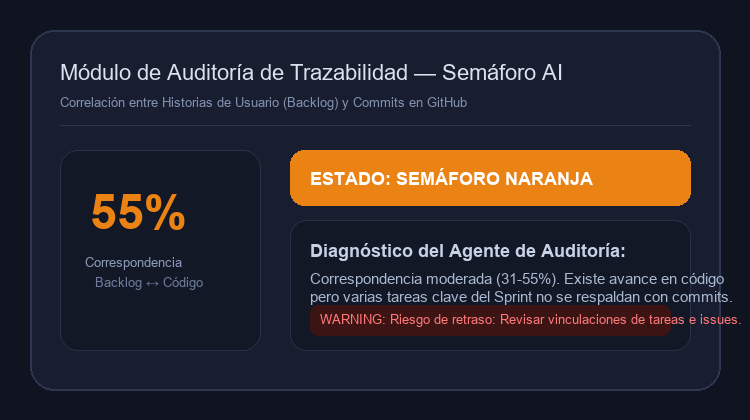 Módulo de Auditoría de Trazabilidad — Semáforo AI
Correlación entre Historias de Usuario (Backlog) y Commits en GitHub
55%
Correspondencia
Backlog ↔ Código
ESTADO: SEMÁFORO NARANJA
Diagnóstico del Agente de Auditoría:
Correspondencia moderada (31-55%). Existe avance en código
pero varias tareas clave del Sprint no se respaldan con commits.
WARNING: Riesgo de retraso: Revisar vinculaciones de tareas e issues.